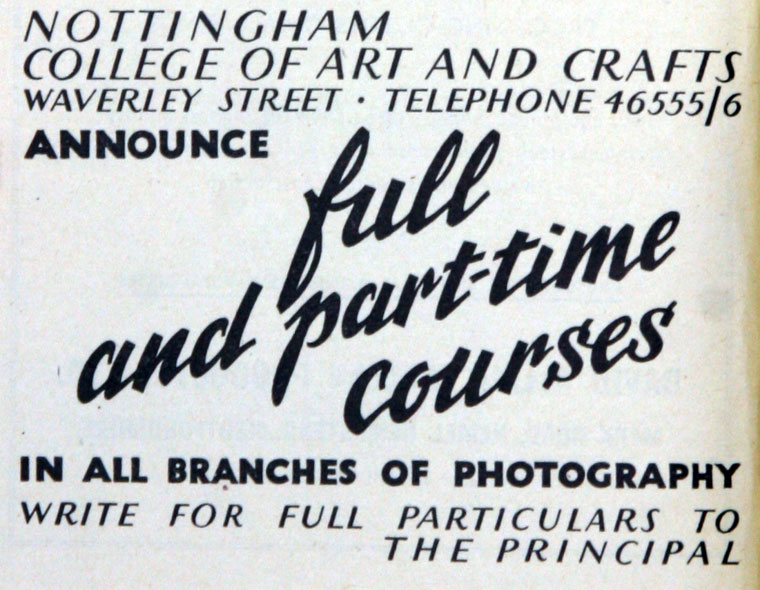 NOTTINGHAM
COLLEGE OF ART AND CRAFTS
WAVERLEY STREET · TELEPHONE 46555/6
ANNOUNCE
full
and part-time
courses
IN ALL BRANCHES OF PHOTOGRAPHY
WRITE FOR FULL PARTICULARS TO
THE PRINCIPAL